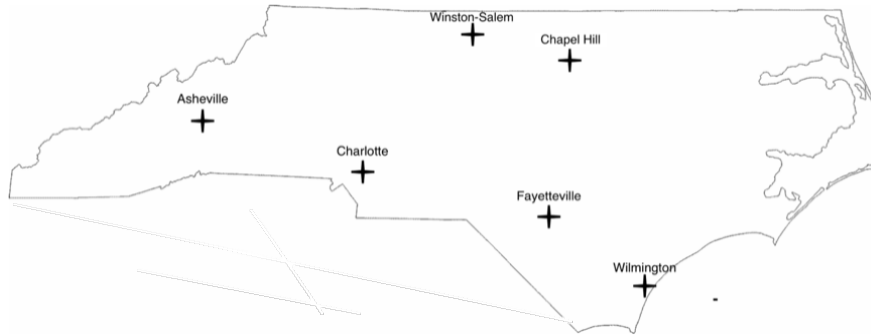 Winston-Salem
Chapel Hill
Asheville
Charlotte
Fayetteville
Wilmington